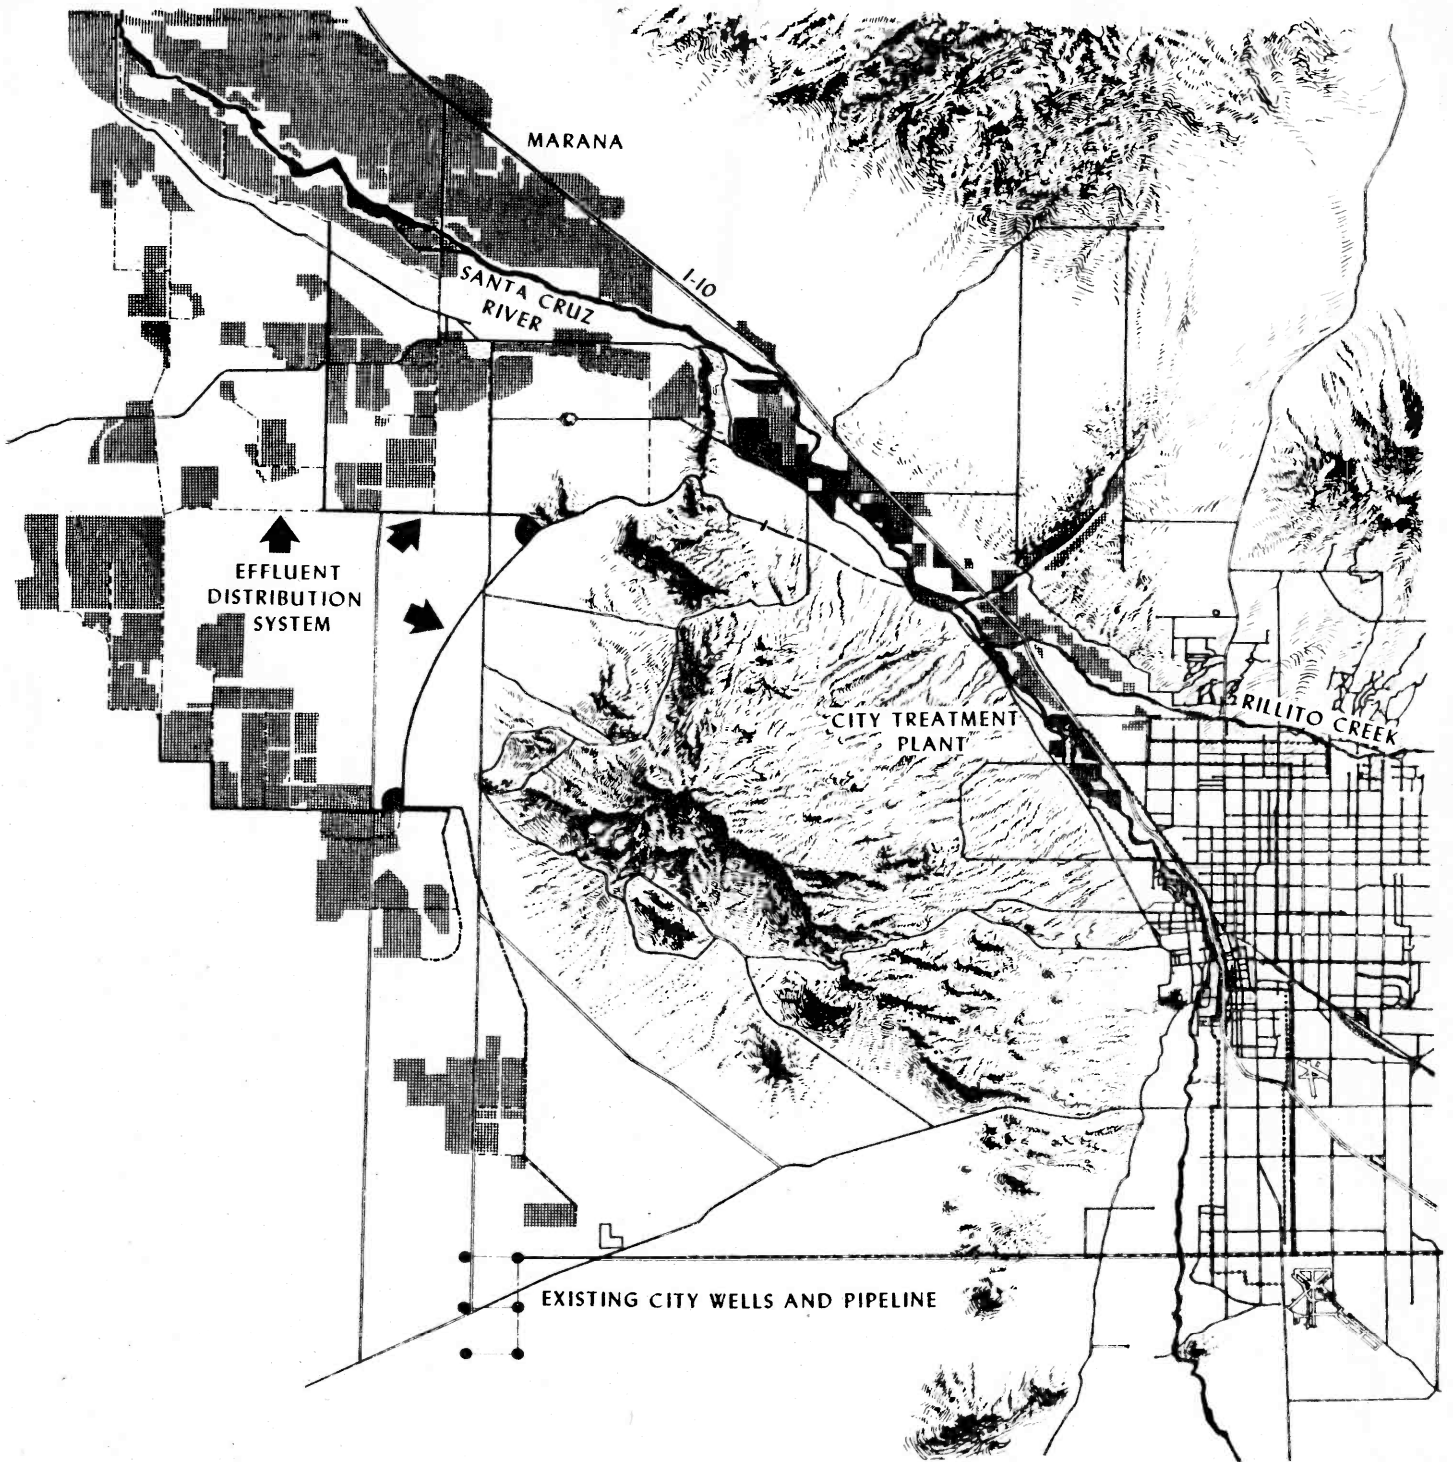 MARANA
I-10
SANTA CRUZ
RIVER
EFFLUENT
DISTRIBUTION
SYSTEM
RILLITO CREEK
CITY TREATMENT
PLANT
EXISTING CITY WELLS AND PIPELINE